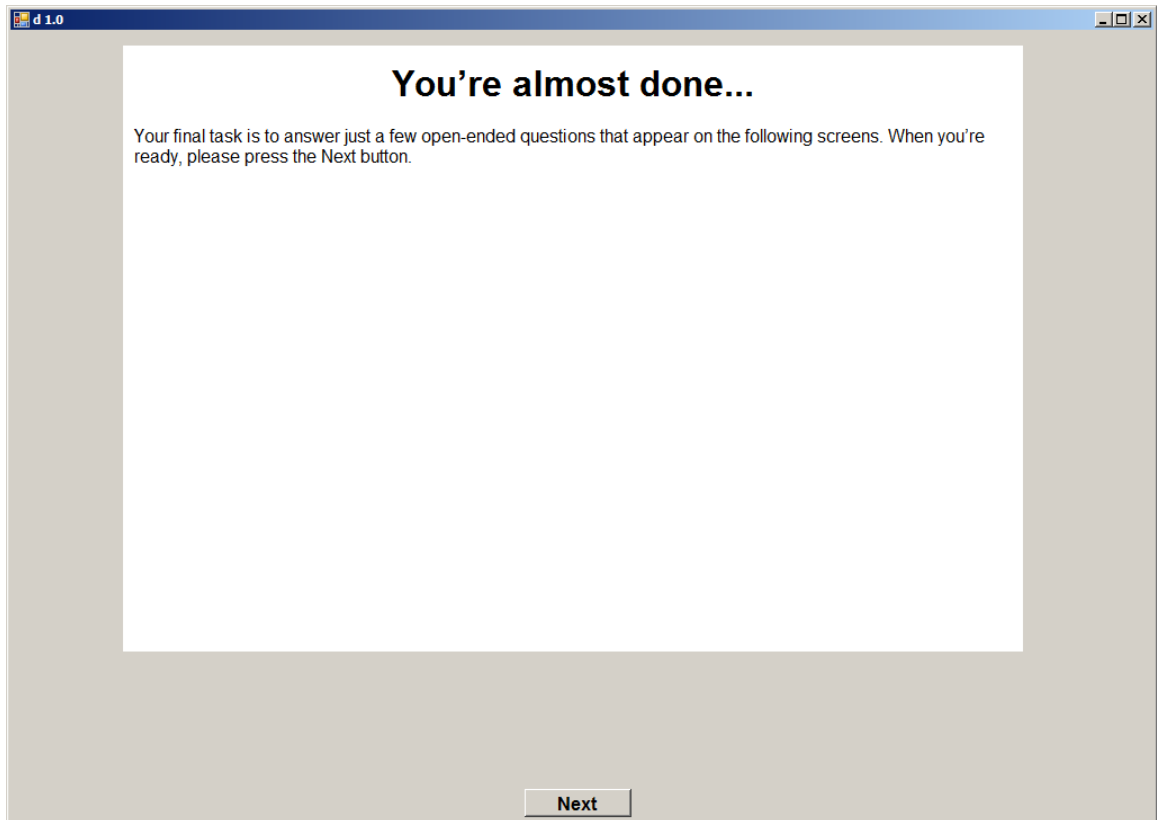 d 1.0
You’re almost done...
Your final task is to answer just a few open-ended questions that appear on the following screens. When you’re
ready, please press the Next button.
Next